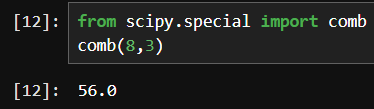 [12]: from scipy.special import comb
comb(8,3)
[12]: 56.0